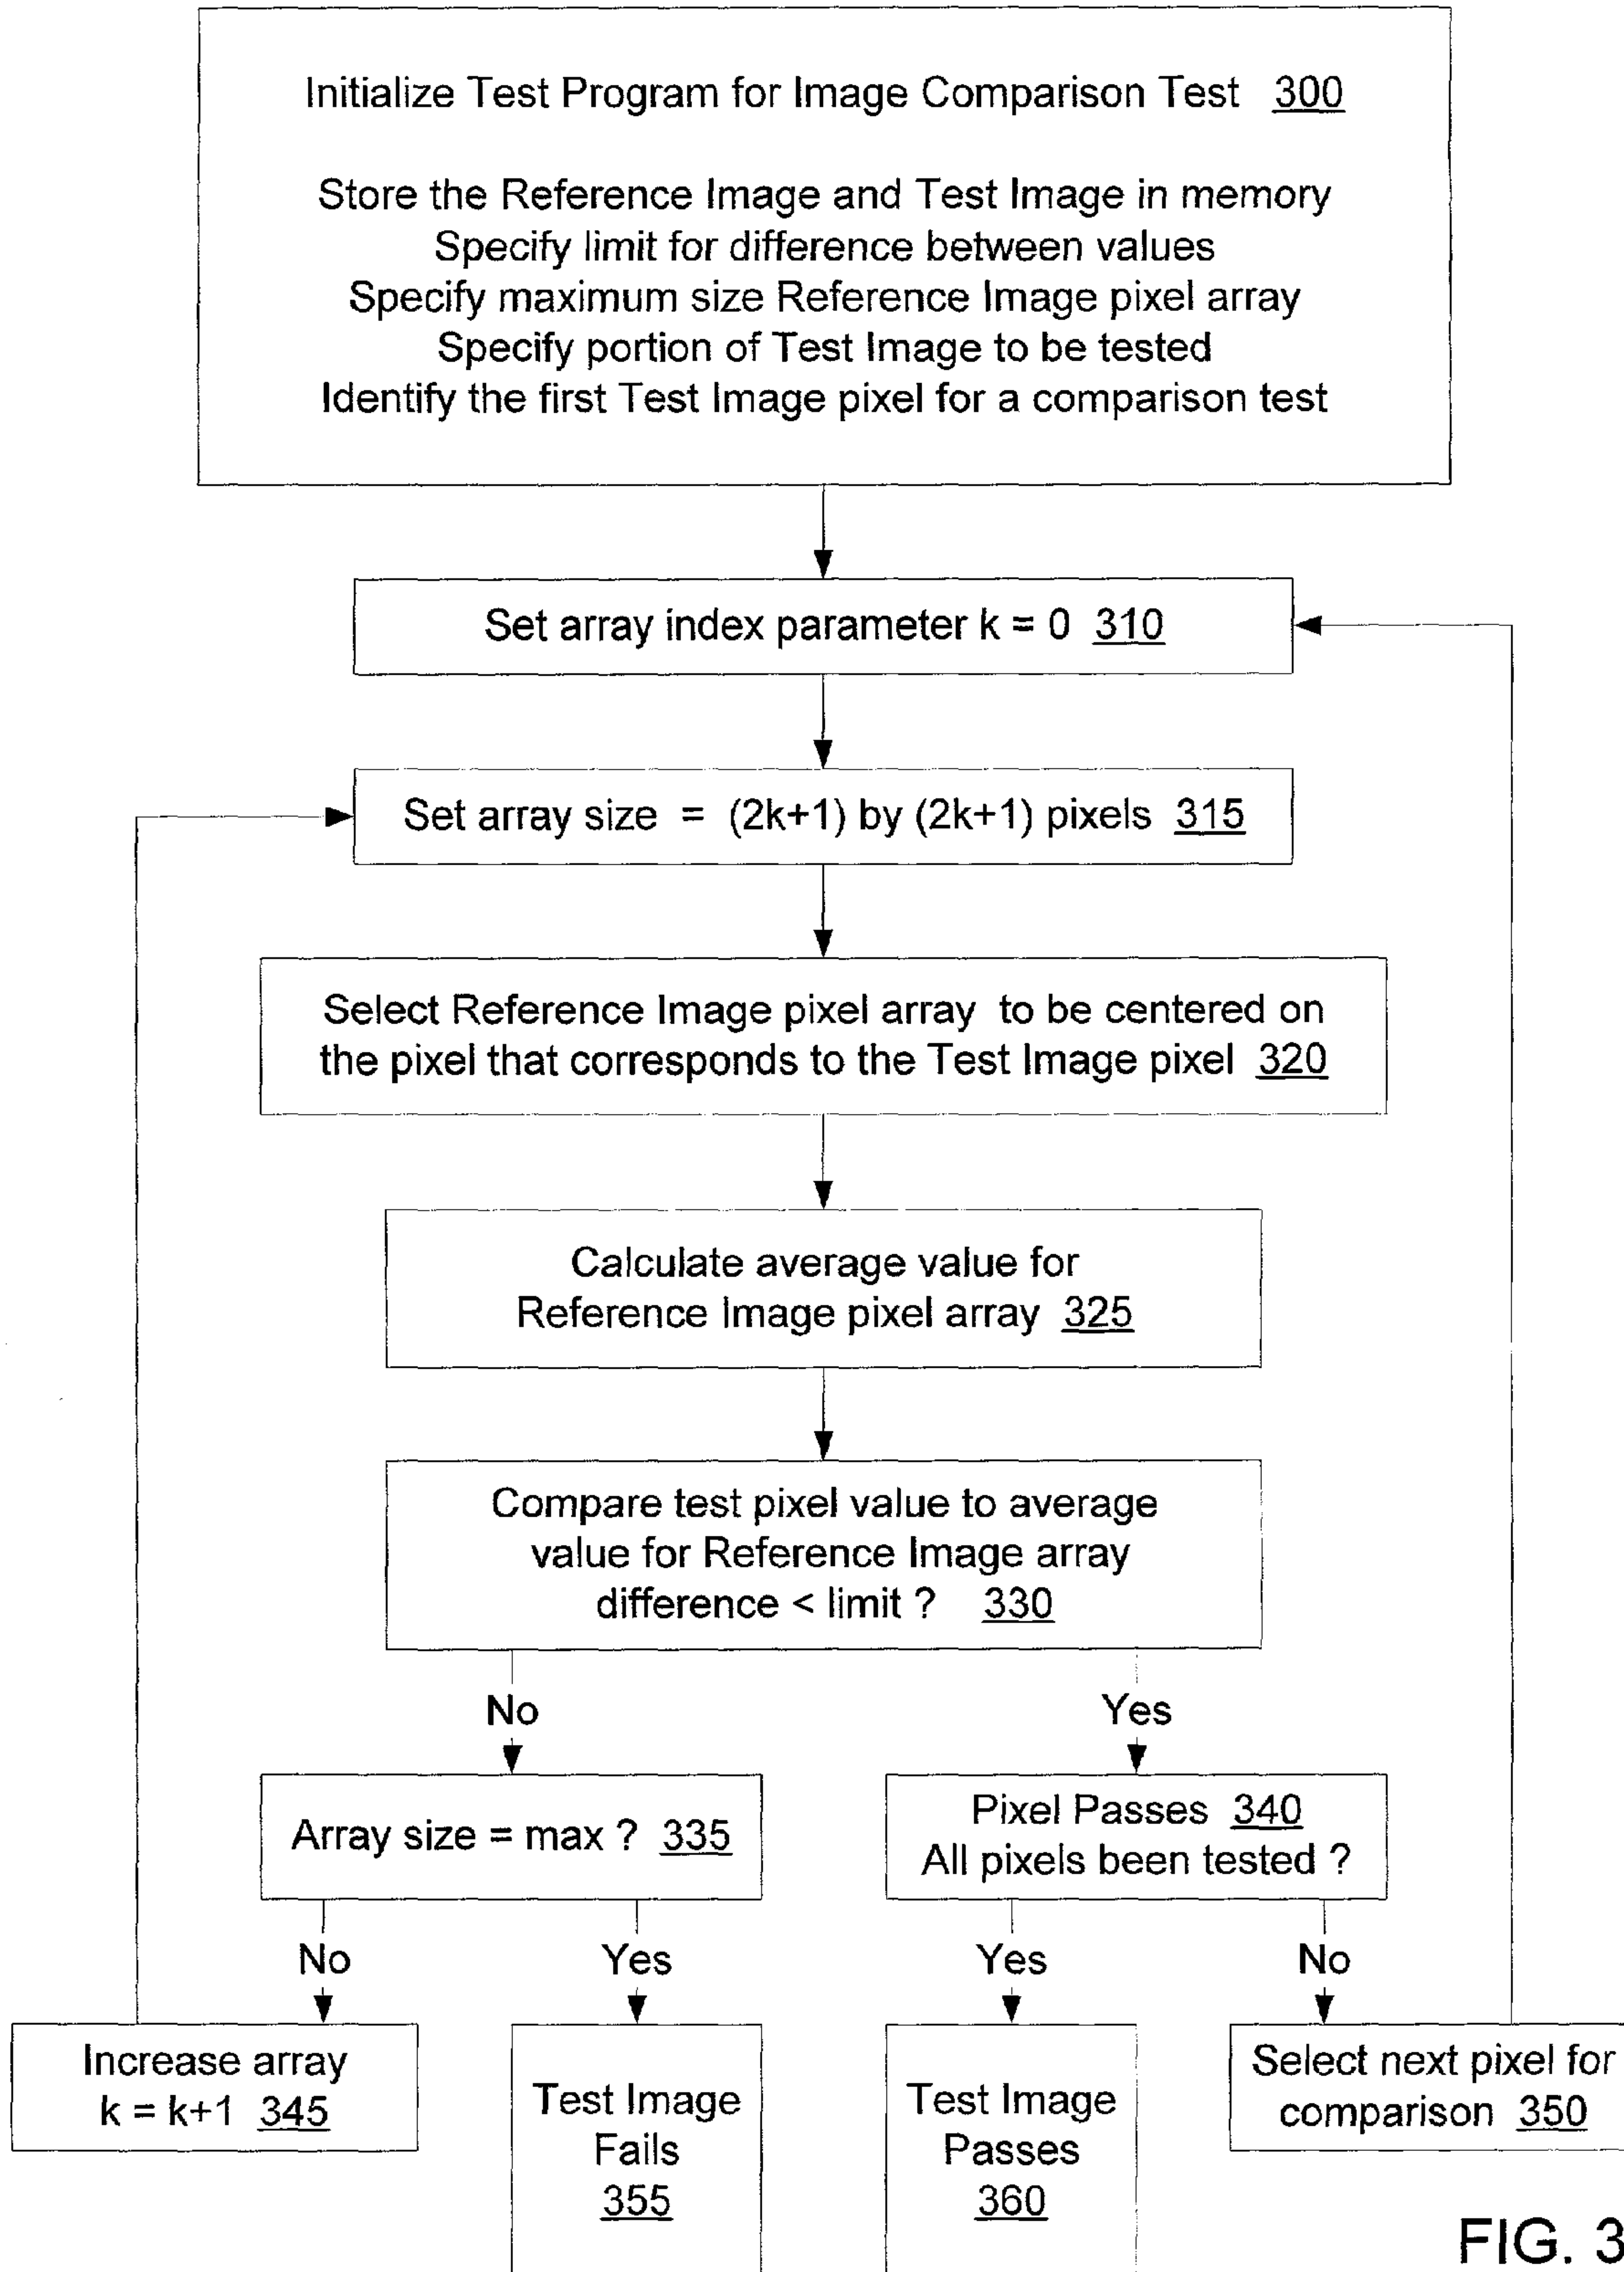 Initialize Test Program for Image Comparison Test 300
Store the Reference Image and Test Image in memory
Specify limit for difference between values
Specify maximum size Reference Image pixel array
Specify portion of Test Image to be tested
Identify the first Test Image pixel for a comparison test
Set array index parameter k = 0 310
Set array size = (2k+1) by (2k+1) pixels 315
Select Reference Image pixel array to be centered on
the pixel that corresponds to the Test Image pixel 320
Calculate average value for
Reference Image pixel array 325
Compare test pixel value to average
value for Reference Image array
difference < limit ? 330
No
Yes
Array size = max ? 335
Pixel Passes 340
All pixels been tested ?
No
Yes
Yes
No
Increase array
k = k+1 345
Test Image
Fails
355
Test Image
Passes
360
Select next pixel for
comparison 350
FIG. 3